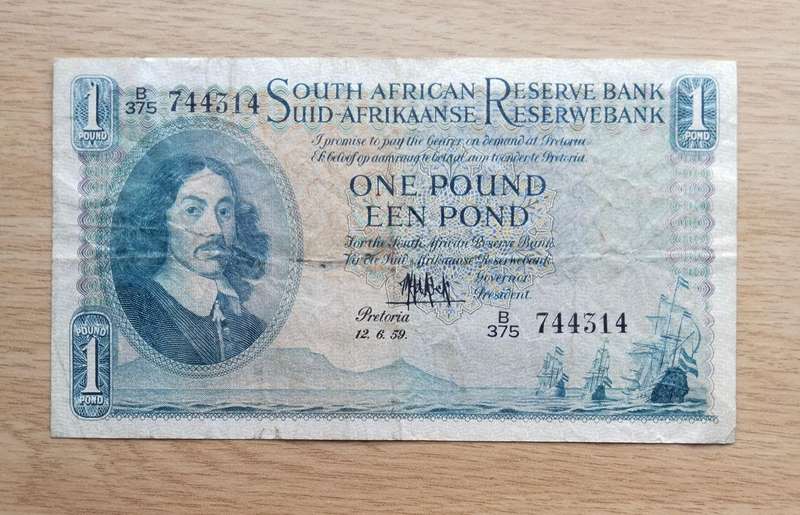 1
POUND
B/375 744314
SOUTH AFRICAN RESERVE BANK
SUID-AFRIKAANSE RESERWEBANK
1
POND
I promise to pay the bearer on demand at Pretoria
Ek beloof op aanvraag te betaal aan toonder te Pretoria
ONE POUND
EEN POND
For the South African Reserve Bank
Vir die Suid-Afrikaanse Reserwebank
Governor
President.
Pretoria
12. 6. 59.
B/375 744314
POUND
1
POND